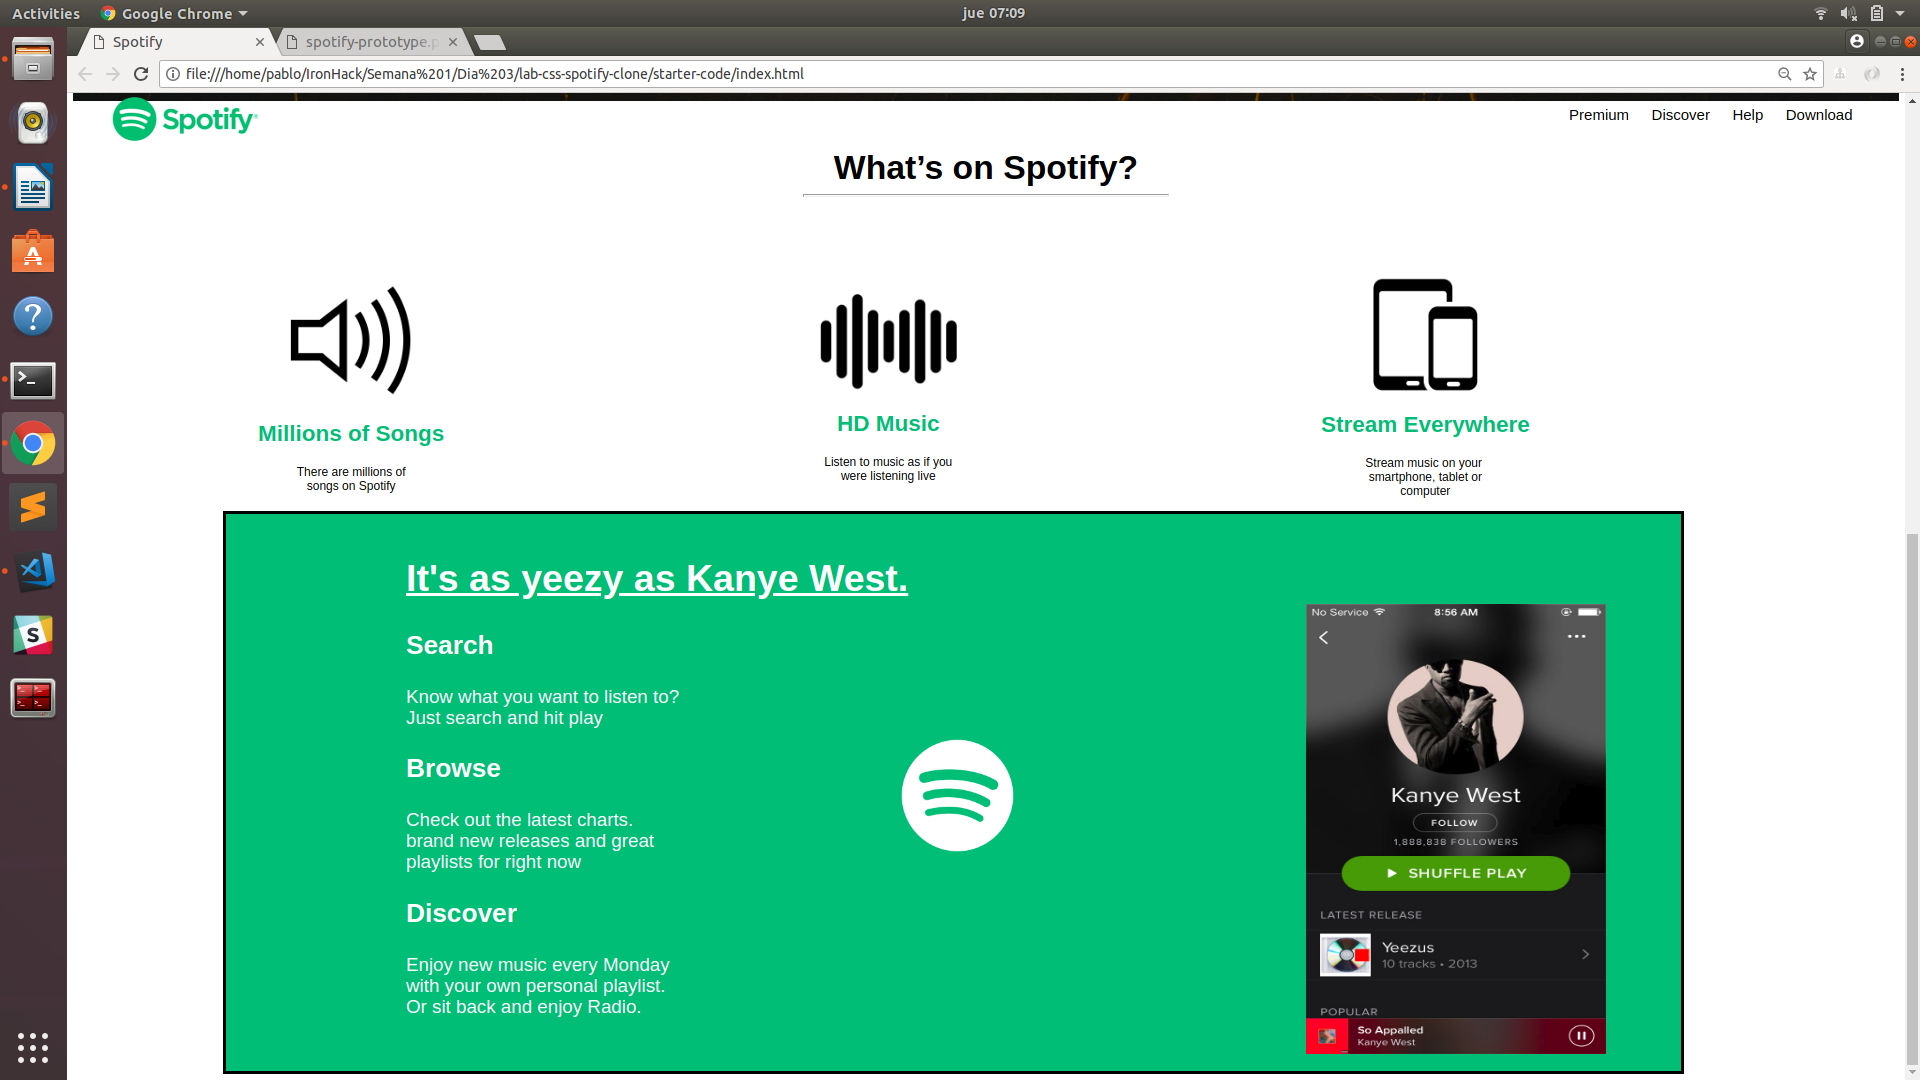 Activities
Google Chrome
jue 07:09
Spotify
spotify-prototype.p
file:///home/pablo/IronHack/Semana%201/Dia%203/lab-css-spotify-clone/starter-code/index.html
Spotify
Premium
Discover
Help
Download
What’s on Spotify?
Millions of Songs
There are millions of
songs on Spotify
HD Music
Listen to music as if you
were listening live
Stream Everywhere
Stream music on your
smartphone, tablet or
computer
It's as yeezy as Kanye West.
Search
Know what you want to listen to?
Just search and hit play
Browse
Check out the latest charts.
brand new releases and great
playlists for right now
Discover
Enjoy new music every Monday
with your own personal playlist.
Or sit back and enjoy Radio.
No Service
8:56 AM
Kanye West
FOLLOW
1,888,838 FOLLOWERS
SHUFFLE PLAY
LATEST RELEASE
Yeezus
10 tracks • 2013
POPULAR
So Appalled
Kanye West